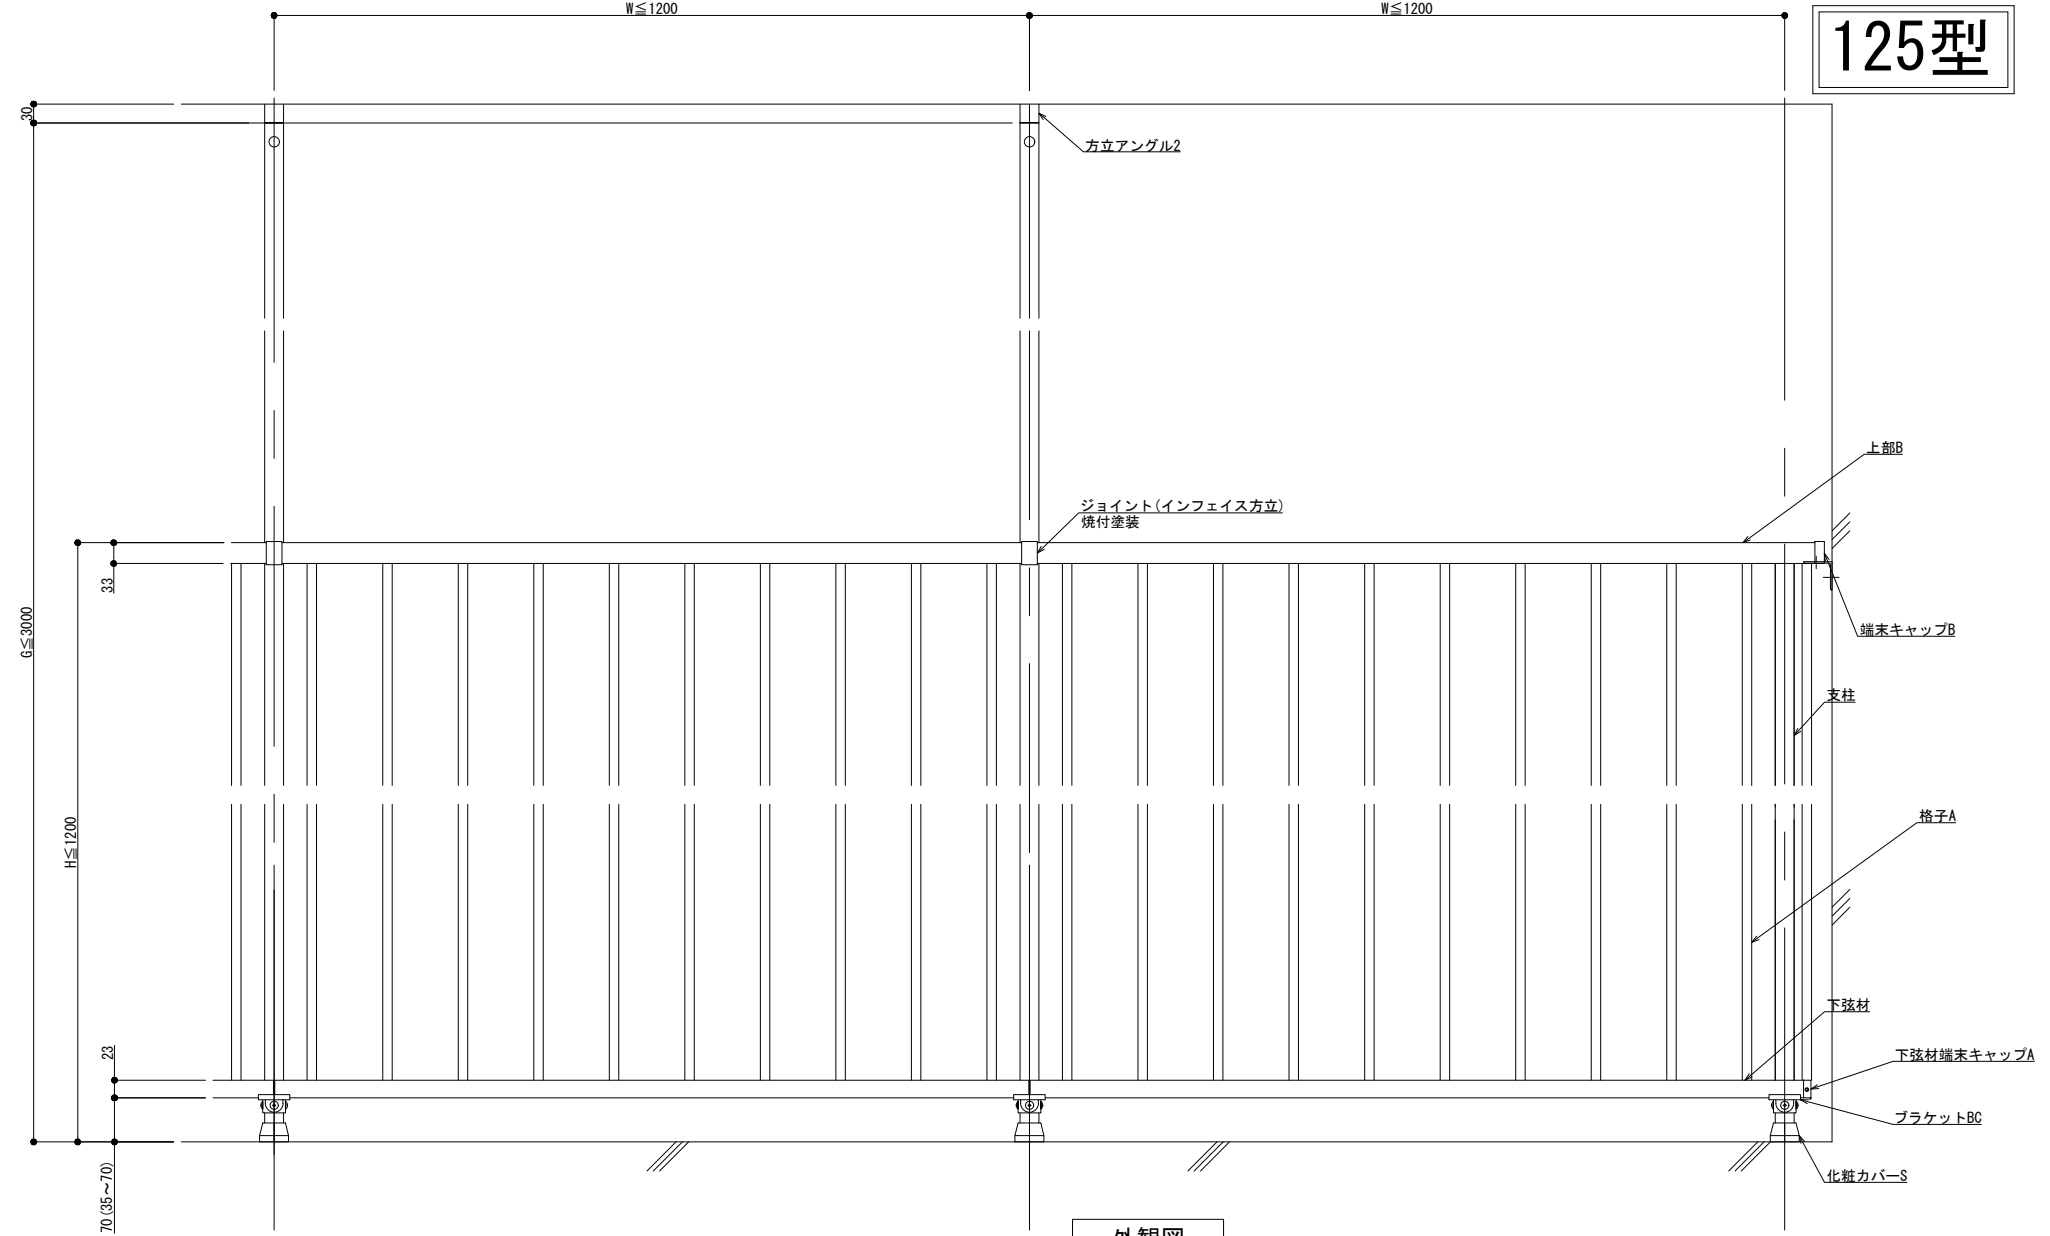 W≦1200
W≦1200
125型
30
方立アングル2
上部B
ジョイント(インフェイス方立)
焼付塗装
33
G≦3000
端末キャップB
支柱
格子A
H≦1200
下弦材
23
下弦材端末キャップA
ブラケットBC
化粧カバーS
70(35~70)
外観図